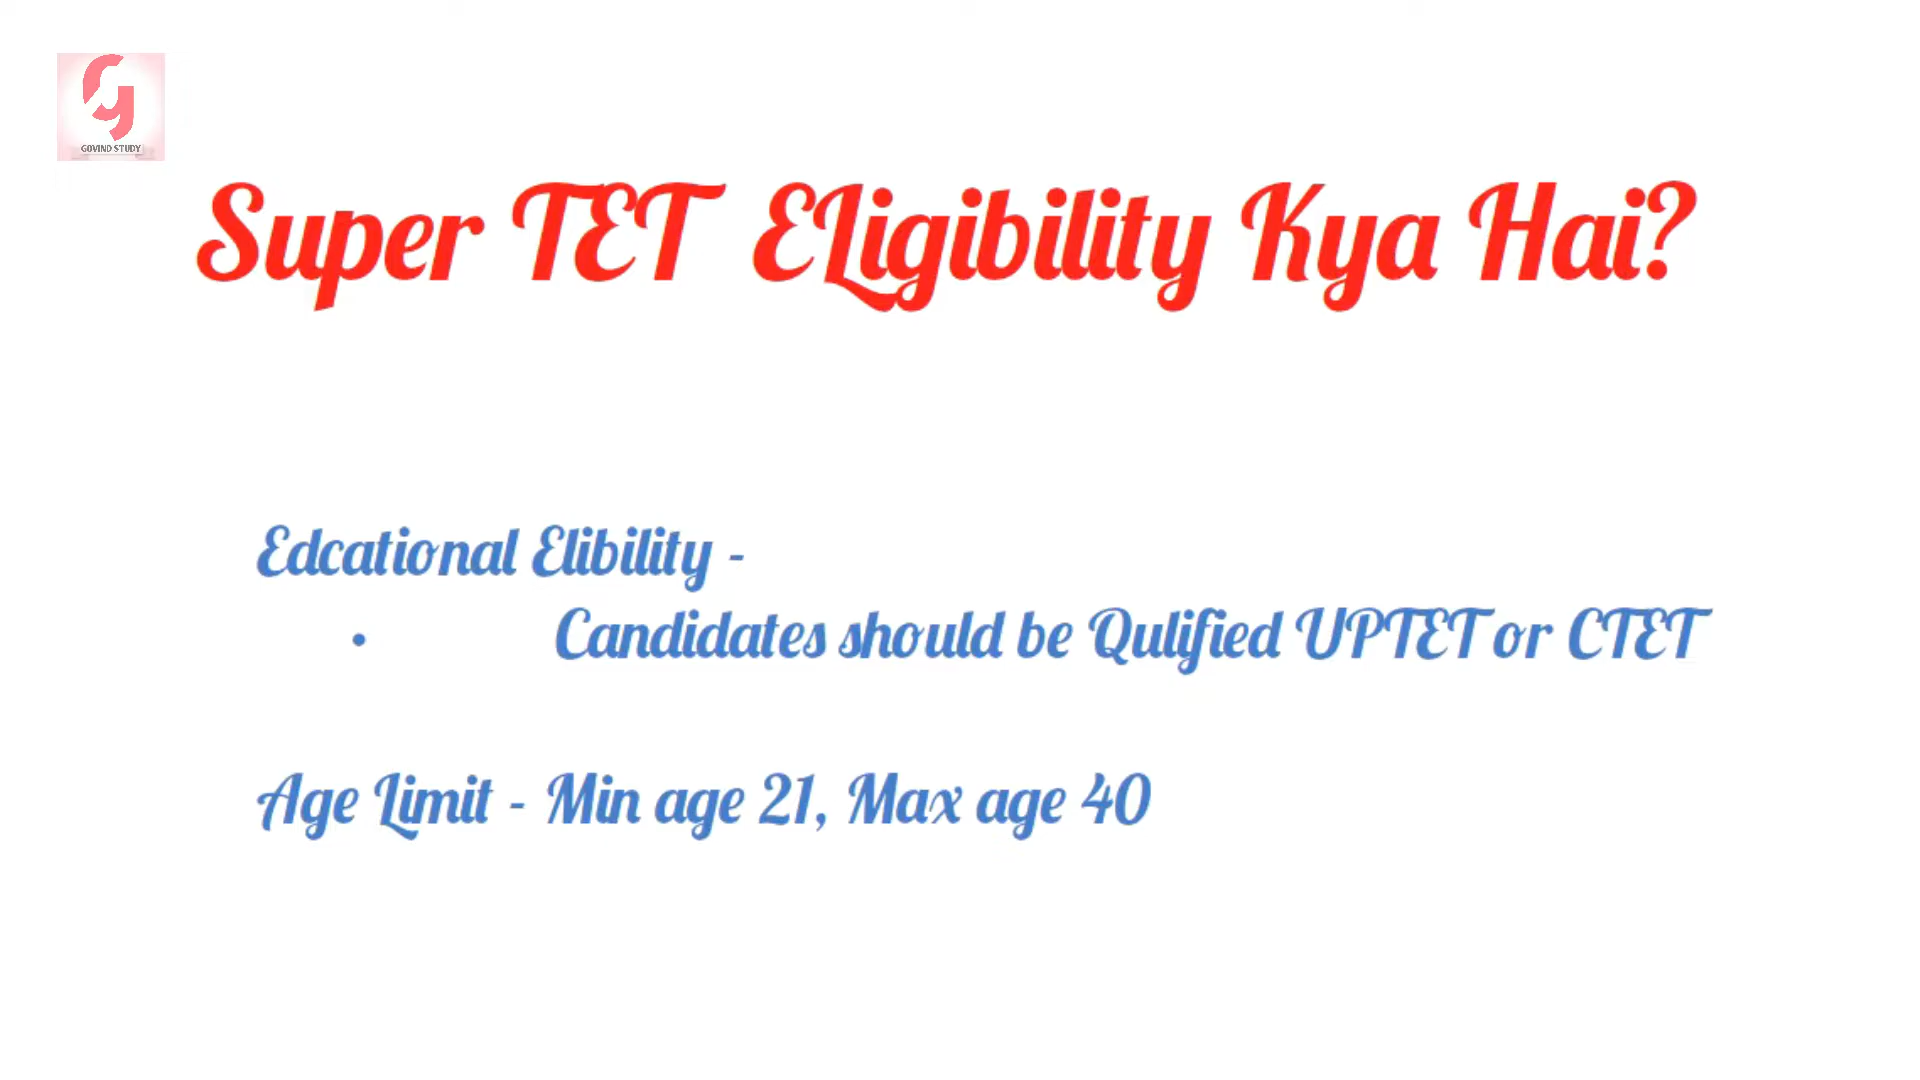 GOVIND STUDY
Super TET ELigibility Kya Hai?
Edcational Elibility -
• Candidates should be Qulified UPTET or CTET
Age Limit - Min age 21, Max age 40